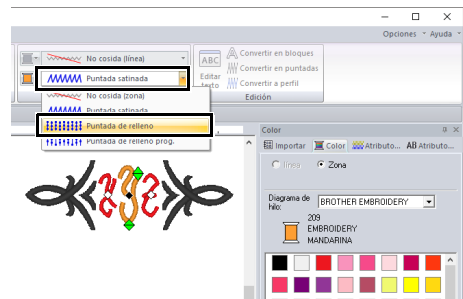 Opciones Ayuda
No cosida (línea)
Puntada satinada
No cosida (zona)
Puntada satinada
Puntada de relleno
Puntada de relleno prog.
ABC
Editar
texto
Convertir en bloques
Convertir en puntadas
Convertir a perfil
Edición
Color
Importar Color Atributo... AB Atributo...
línea Zona
Diagrama de
hilo:
BROTHER EMBROIDERY
209
EMBROIDERY
MANDARINA